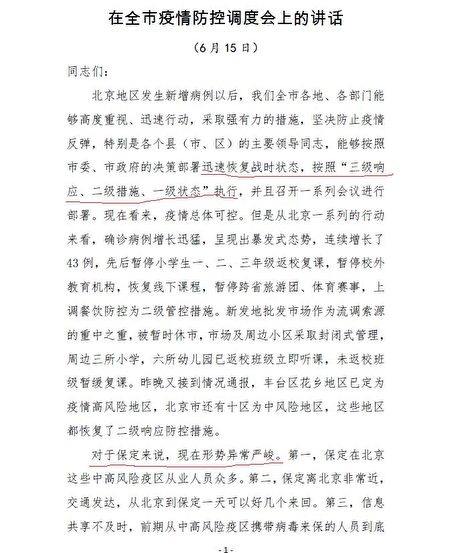 在全市疫情防控调度会上的讲话
（6 月 15 日）
同志们：
北京地区发生新增病例以后，我们全市各地、各部门能
够高度重视、迅速行动，采取强有力的措施，坚决防止疫情
反弹，特别是各个县（市、区）的主要领导同志，能够按照
市委、市政府的决策部署迅速恢复战时状态，按照“三级响
应、二级措施、一级状态”执行，并且召开一系列会议进行
部署。现在看来，疫情总体可控。但是从北京一系列的行动
来看，确诊病例增长迅猛，呈现出暴发式态势，连续增长了
43 例，先后暂停小学生一、二、三年级返校复课，暂停校外
教育机构，恢复线下课程，暂停跨省旅游团、体育赛事，上
调餐饮防控为二级管控措施。新发地批发市场作为流调素源
的重中之重，被暂时休市，市场及周边小区采取封闭式管理，
周边三所小学，六所幼儿园已返校班级立即听课，未返校班
级暂缓复课。昨晚又接到情况通报，丰台区花乡地区已定为
疫情高风险地区，北京市还有十区为中风险地区，这些地区
都恢复了二级响应防控措施。
对于保定来说，现在形势异常严峻。第一，保定在北京
这些中高风险疫区从业人员众多。第二，保定离北京非常近，
交通发达，从北京到保定一天可以好几个来回。第三，信息
共享不及时，前期从中高风险疫区携带病毒来保的人员到底
- 1 -